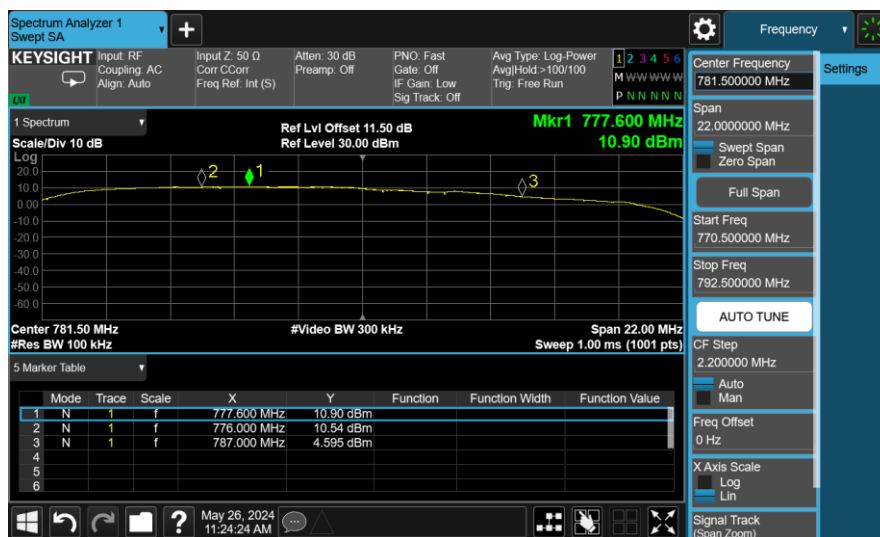 Spectrum Analyzer 1
Swept SA
Frequency
KEYSIGHT
LXI
Input: RF
Coupling: AC
Align: Auto
Input Z: 50 Ω
Corr CCorr
Freq Ref: Int (S)
Atten: 30 dB
Preamp: Off
PNO: Fast
Gate: Off
IF Gain: Low
Sig Track: Off
Avg Type: Log-Power
Avg|Hold:>100/100
Trig: Free Run
1 2 3 4 5 6
M W W W W W
P N N N N N
1 Spectrum
Scale/Div 10 dB
Ref Lvl Offset 11.50 dB
Ref Level 30.00 dBm
Mkr1 777.600 MHz
10.90 dBm
Log
20.0
10.0
0.00
-10.0
-20.0
-30.0
-40.0
-50.0
-60.0
2
1
3
Center 781.50 MHz
#Video BW 300 kHz
Span 22.00 MHz
#Res BW 100 kHz
Sweep 1.00 ms (1001 pts)
5 Marker Table
Mode Trace Scale X Y Function Function Width Function Value
1 N 1 f 777.600 MHz 10.90 dBm
2 N 1 f 776.000 MHz 10.54 dBm
3 N 1 f 787.000 MHz 4.595 dBm
4
5
6
?
May 26, 2024
11:24:24 AM
Center Frequency
781.500000 MHz
Span
22.0000000 MHz
Swept Span
Zero Span
Full Span
Start Freq
770.500000 MHz
Stop Freq
792.500000 MHz
AUTO TUNE
CF Step
2.200000 MHz
Auto
Man
Freq Offset
0 Hz
X Axis Scale
Log
Lin
Signal Track
(Span Zoom)
Settings